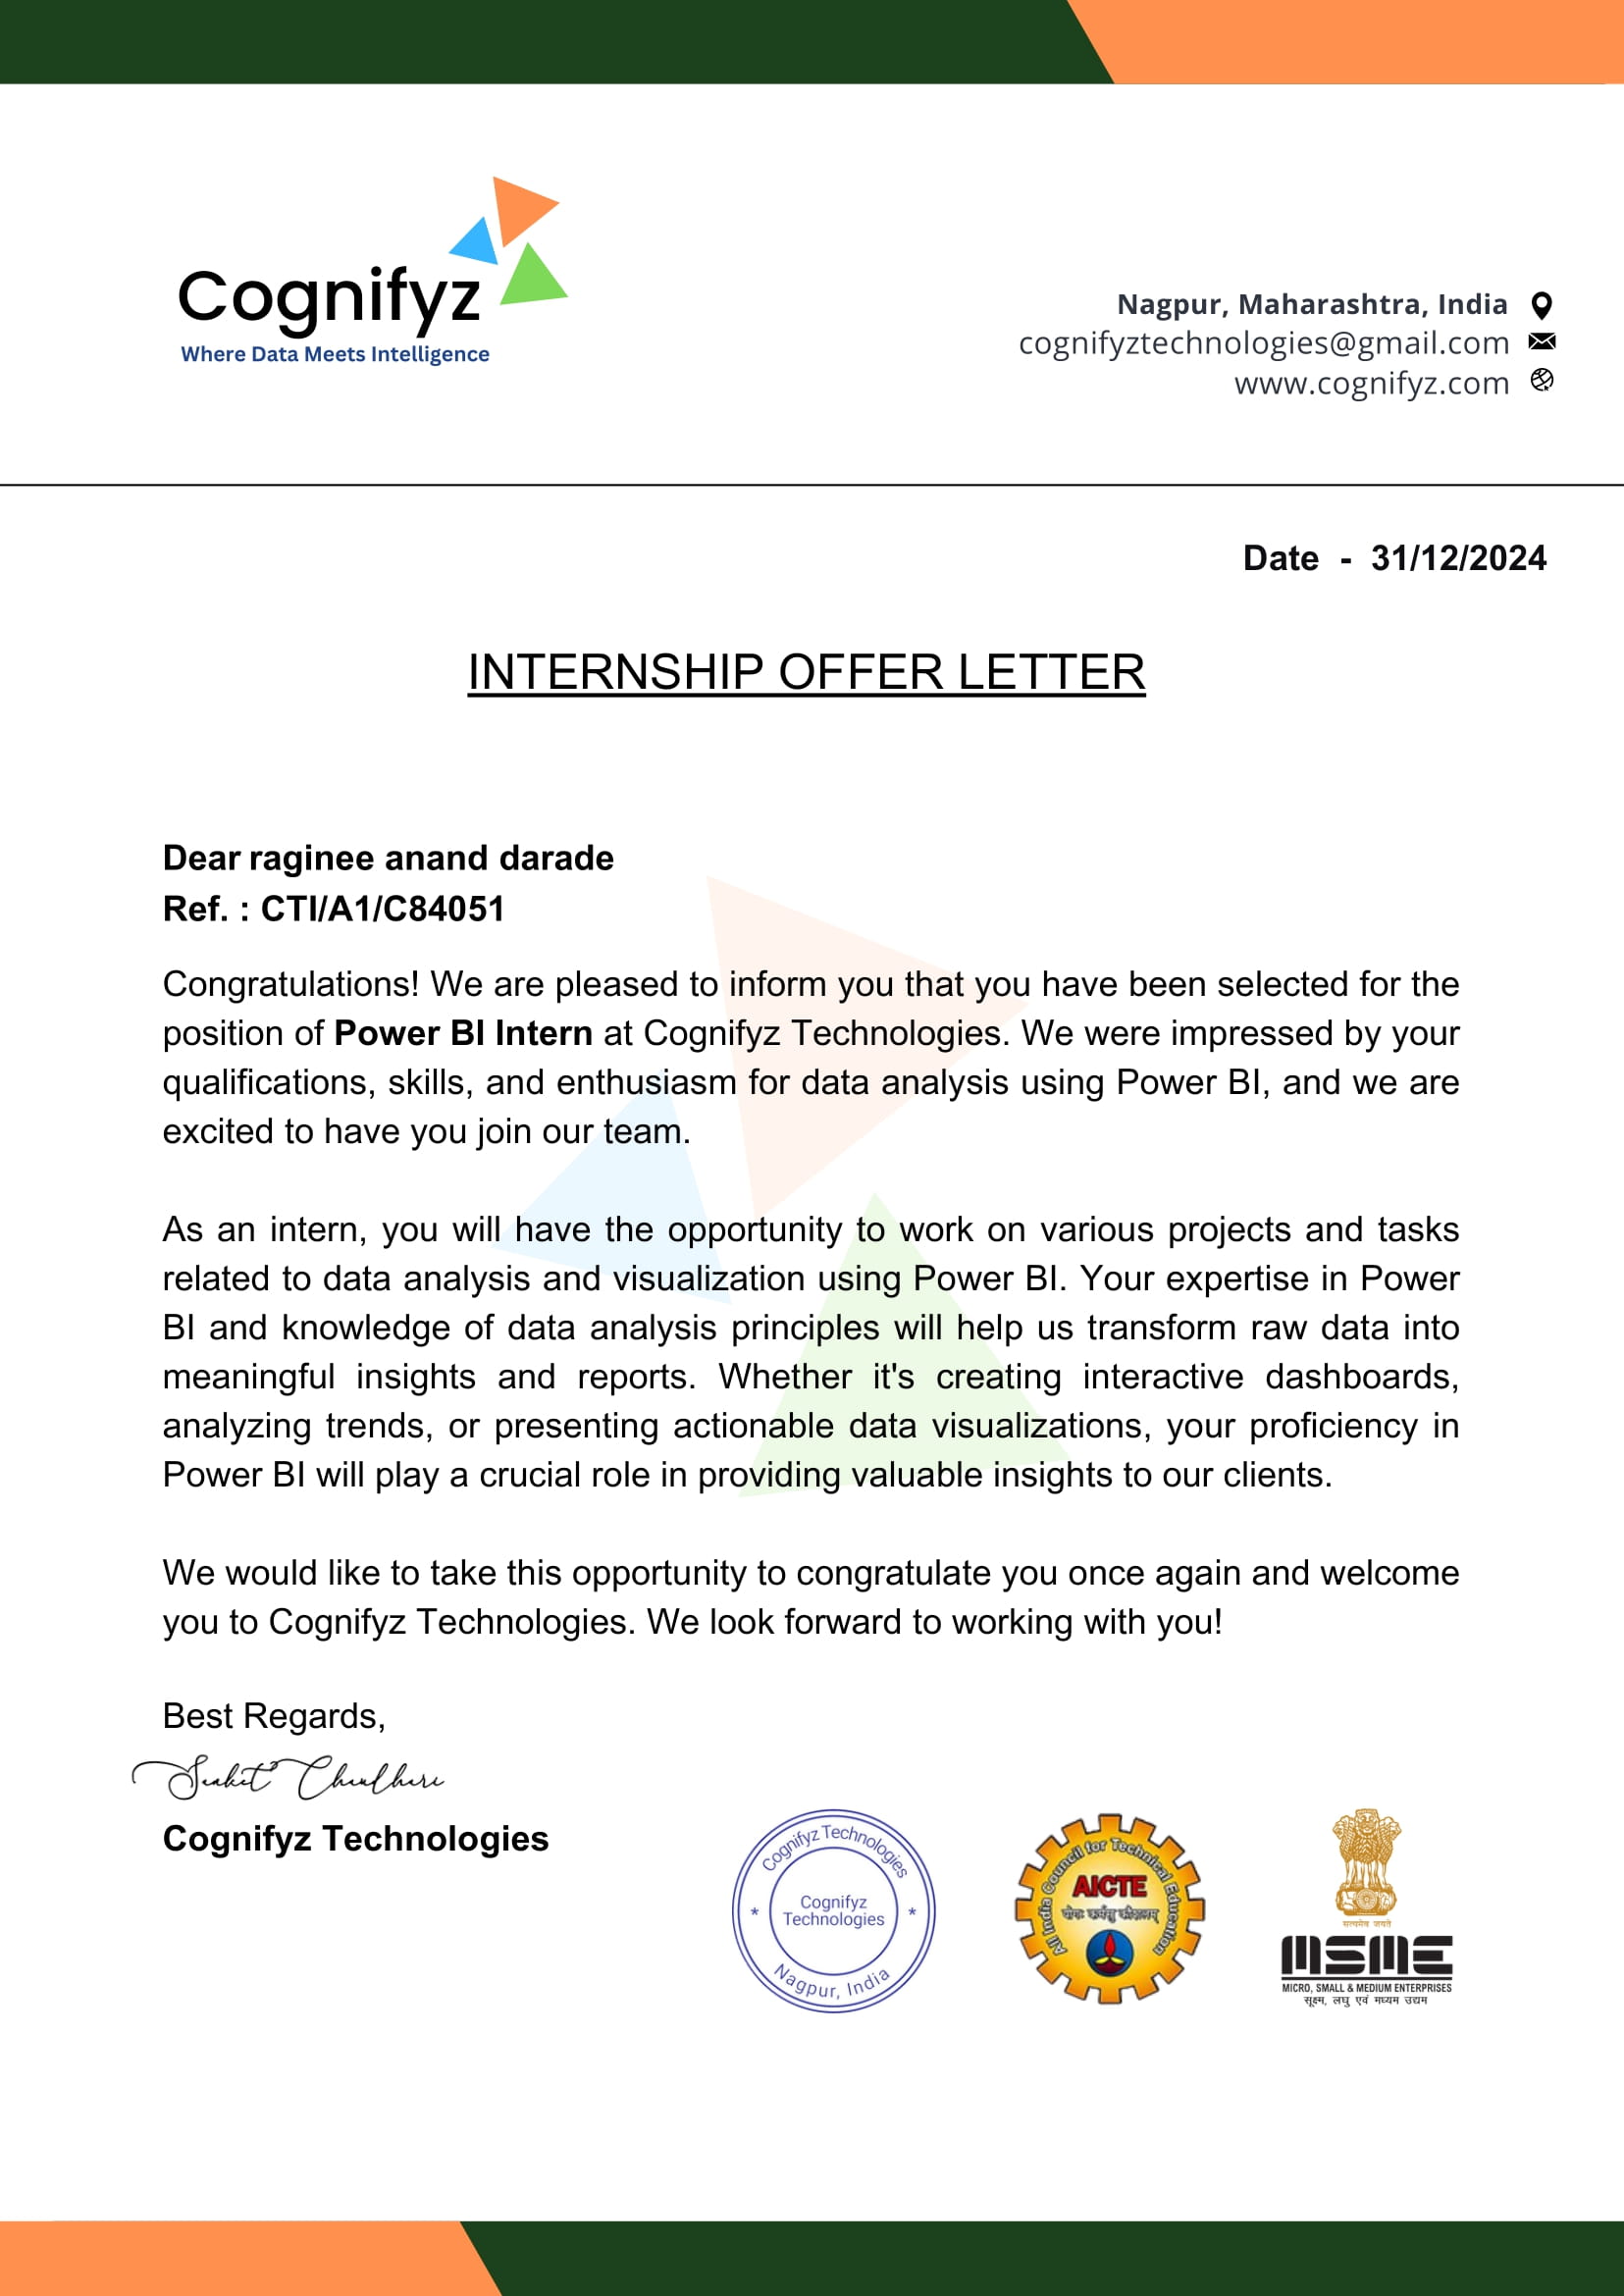 Cognifyz
Where Data Meets Intelligence
Nagpur, Maharashtra, India
cognifyztechnologies@gmail.com
www.cognifyz.com
Date - 31/12/2024
INTERNSHIP OFFER LETTER
Dear raginee anand darade
Ref. : CTI/A1/C84051
Congratulations! We are pleased to inform you that you have been selected for the
position of Power BI Intern at Cognifyz Technologies. We were impressed by your
qualifications, skills, and enthusiasm for data analysis using Power BI, and we are
excited to have you join our team.
As an intern, you will have the opportunity to work on various projects and tasks
related to data analysis and visualization using Power BI. Your expertise in Power
BI and knowledge of data analysis principles will help us transform raw data into
meaningful insights and reports. Whether it's creating interactive dashboards,
analyzing trends, or presenting actionable data visualizations, your proficiency in
Power BI will play a crucial role in providing valuable insights to our clients.
We would like to take this opportunity to congratulate you once again and welcome
you to Cognifyz Technologies. We look forward to working with you!
Best Regards,
Chaudhari
Cognifyz Technologies
Cognifyz Technologies
Cognifyz
Technologies
* *
Nagpur, India
All India Council for Technical Education
AICTE
योगः कर्मसु कौशलम्
सत्यमेव जयते
MSME
MICRO, SMALL & MEDIUM ENTERPRISES
सूक्ष्म, लघु एवं मध्यम उद्यम